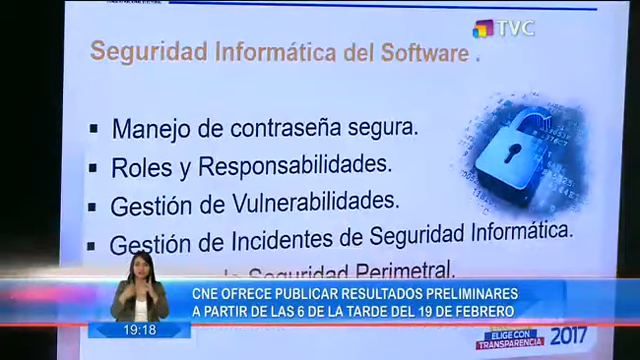 TVC
Seguridad Informática del Software .
▪ Manejo de contraseña segura.
▪ Roles y Responsabilidades.
▪ Gestión de Vulnerabilidades.
▪ Gestión de Incidentes de Seguridad Informática.
Seguridad Perimetral.
CNE OFRECE PUBLICAR RESULTADOS PRELIMINARES
A PARTIR DE LAS 6 DE LA TARDE DEL 19 DE FEBRERO
19:18
ELIGE CON
TRANSPARENCIA 2017